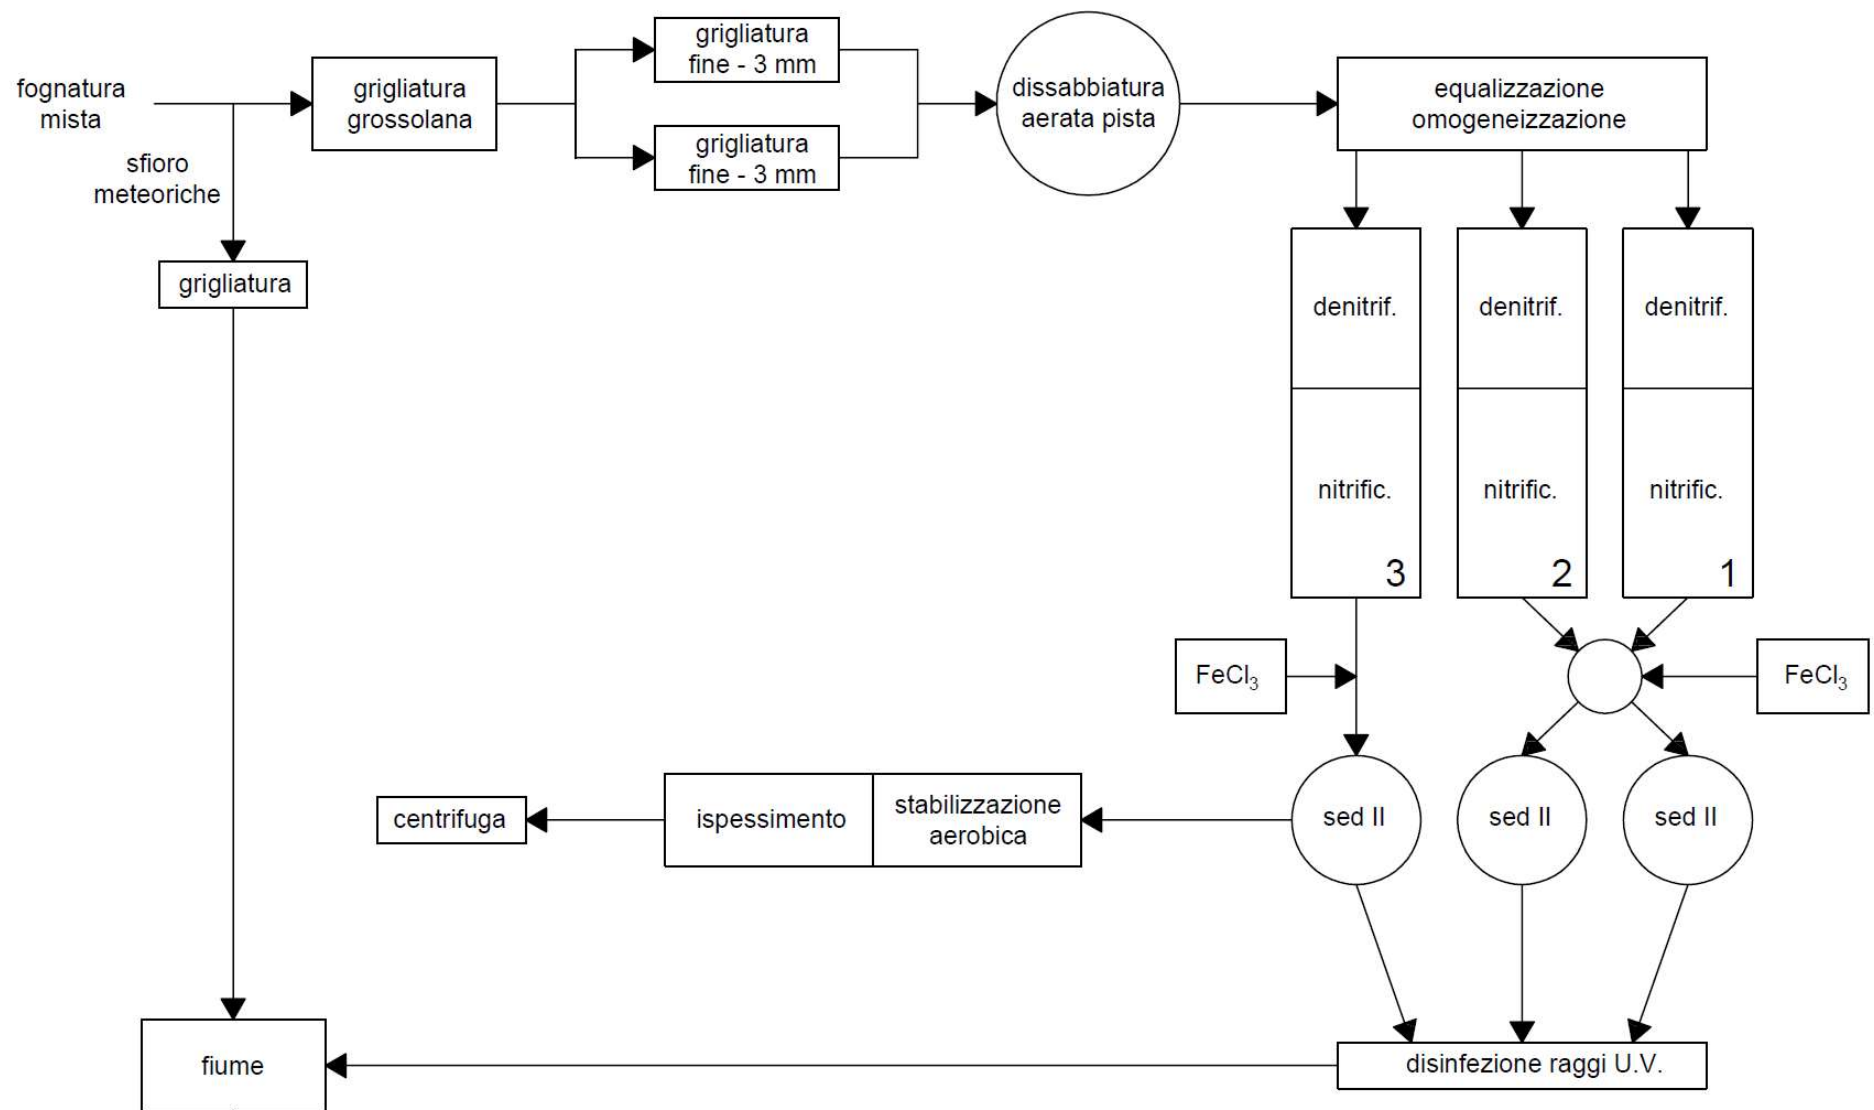 fognatura
mista
grigliatura
grossolana
grigliatura
fine - 3 mm
grigliatura
fine - 3 mm
dissabbiatura
aerata pista
equalizzazione
omogeneizzazione
sfioro
meteoriche
grigliatura
denitrif.
denitrif.
denitrif.
nitrific.
nitrific.
nitrific.
3
2
1
FeCl₃
FeCl₃
centrifuga
ispessimento
stabilizzazione
aerobica
sed II
sed II
sed II
fiume
disinfezione raggi U.V.